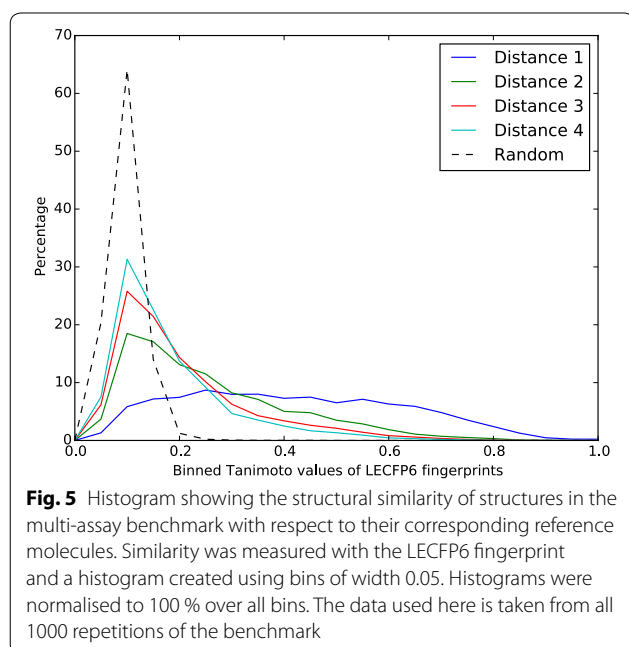 70
60
50
40
30
20
10
0
Percentage
Distance 1
Distance 2
Distance 3
Distance 4
Random
0.0 0.2 0.4 0.6 0.8 1.0
Binned Tanimoto values of LECFP6 fingerprints
Fig. 5 Histogram showing the structural similarity of structures in the
multi-assay benchmark with respect to their corresponding reference
molecules. Similarity was measured with the LECFP6 fingerprint
and a histogram created using bins of width 0.05. Histograms were
normalised to 100 % over all bins. The data used here is taken from all
1000 repetitions of the benchmark